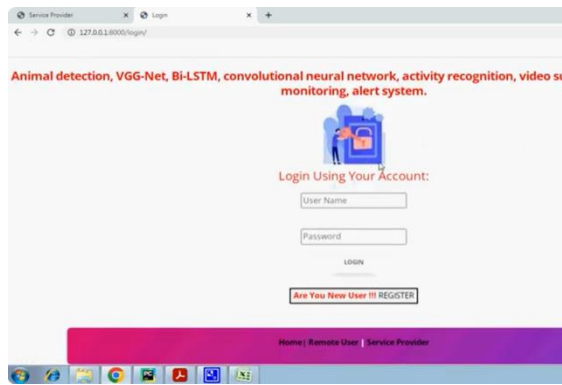 Service Provider
Login
127.0.0.1:8000/login/
Animal detection, VGG-Net, Bi-LSTM, convolutional neural network, activity recognition, video su
monitoring, alert system.
Login Using Your Account:
User Name
Password
LOGIN
Are You New User !!! REGISTER
Home| Remote User | Service Provider